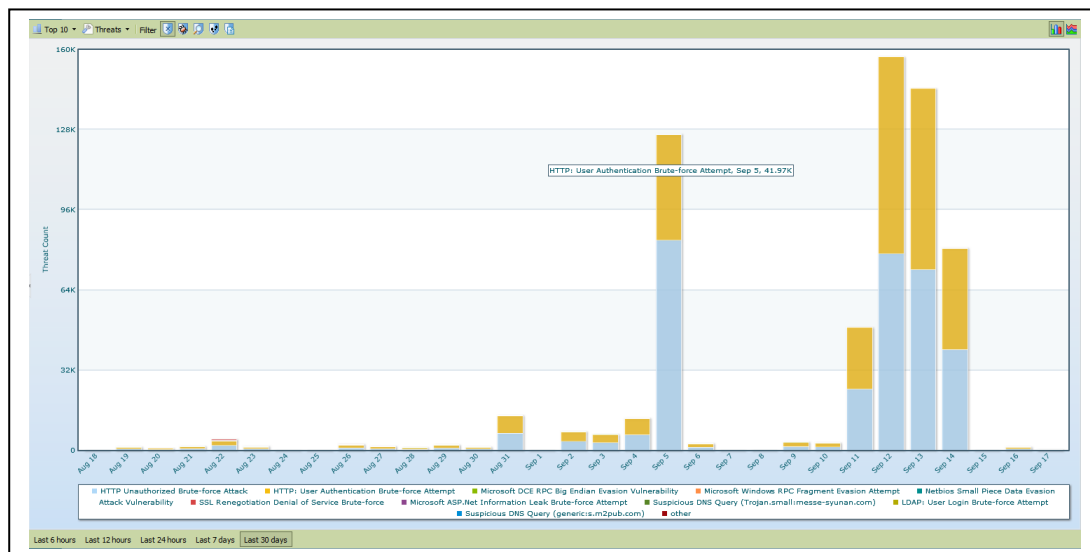 Top 10 Threats Filter
160K
HTTP: User Authentication Brute-force Attempt, Sep 5, 41.97K
128K
96K
64K
32K
0
Threat Count
Aug 18 Aug 19 Aug 20 Aug 21 Aug 22 Aug 23 Aug 24 Aug 25 Aug 26 Aug 27 Aug 28 Aug 29 Aug 30 Aug 31 Sep 1 Sep 2 Sep 3 Sep 4 Sep 5 Sep 6 Sep 7 Sep 8 Sep 9 Sep 10 Sep 11 Sep 12 Sep 13 Sep 14 Sep 15 Sep 16 Sep 17
HTTP Unauthorized Brute-force Attack HTTP: User Authentication Brute-force Attempt Microsoft DCE RPC Big Endian Evasion Vulnerability Microsoft Windows RPC Fragment Evasion Attempt Netbios Small Piece Data Evasion
Attack Vulnerability SSL Renegotiation Denial of Service Brute-force Microsoft ASP.Net Information Leak Brute-force Attempt Suspicious DNS Query (Trojan.small:messe-syunan.com) LDAP: User Login Brute-force Attempt
Suspicious DNS Query (generic:s.m2pub.com) other
Last 6 hours Last 12 hours Last 24 hours Last 7 days Last 30 days